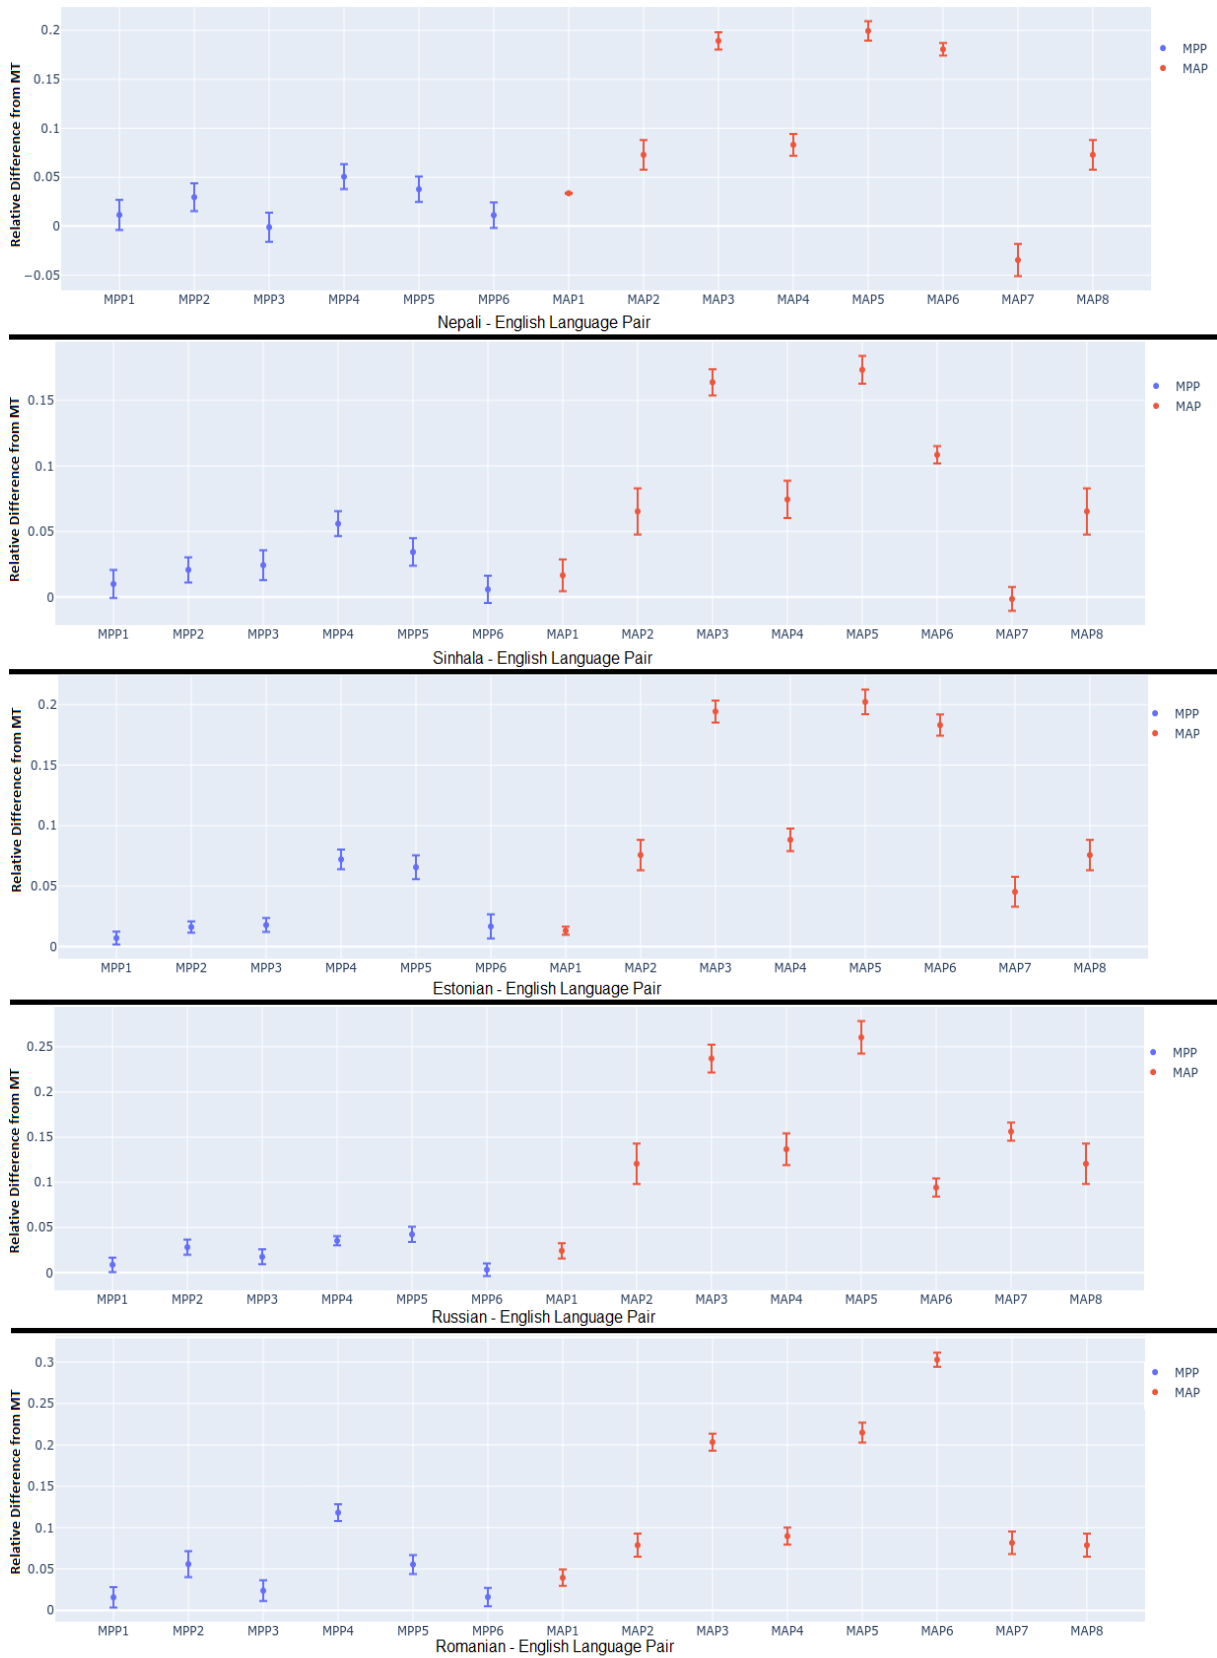 Relative Difference from MT
0.2
0.15
0.1
0.05
0
−0.05
MPP1 MPP2 MPP3 MPP4 MPP5 MPP6 MAP1 MAP2 MAP3 MAP4 MAP5 MAP6 MAP7 MAP8
MPP
MAP
Nepali - English Language Pair
Relative Difference from MT
0.15
0.1
0.05
0
MPP1 MPP2 MPP3 MPP4 MPP5 MPP6 MAP1 MAP2 MAP3 MAP4 MAP5 MAP6 MAP7 MAP8
MPP
MAP
Sinhala - English Language Pair
Relative Difference from MT
0.2
0.15
0.1
0.05
0
MPP1 MPP2 MPP3 MPP4 MPP5 MPP6 MAP1 MAP2 MAP3 MAP4 MAP5 MAP6 MAP7 MAP8
MPP
MAP
Estonian - English Language Pair
Relative Difference from MT
0.25
0.2
0.15
0.1
0.05
0
MPP1 MPP2 MPP3 MPP4 MPP5 MPP6 MAP1 MAP2 MAP3 MAP4 MAP5 MAP6 MAP7 MAP8
MPP
MAP
Russian - English Language Pair
Relative Difference from MT
0.3
0.25
0.2
0.15
0.1
0.05
0
MPP1 MPP2 MPP3 MPP4 MPP5 MPP6 MAP1 MAP2 MAP3 MAP4 MAP5 MAP6 MAP7 MAP8
MPP
MAP
Romanian - English Language Pair